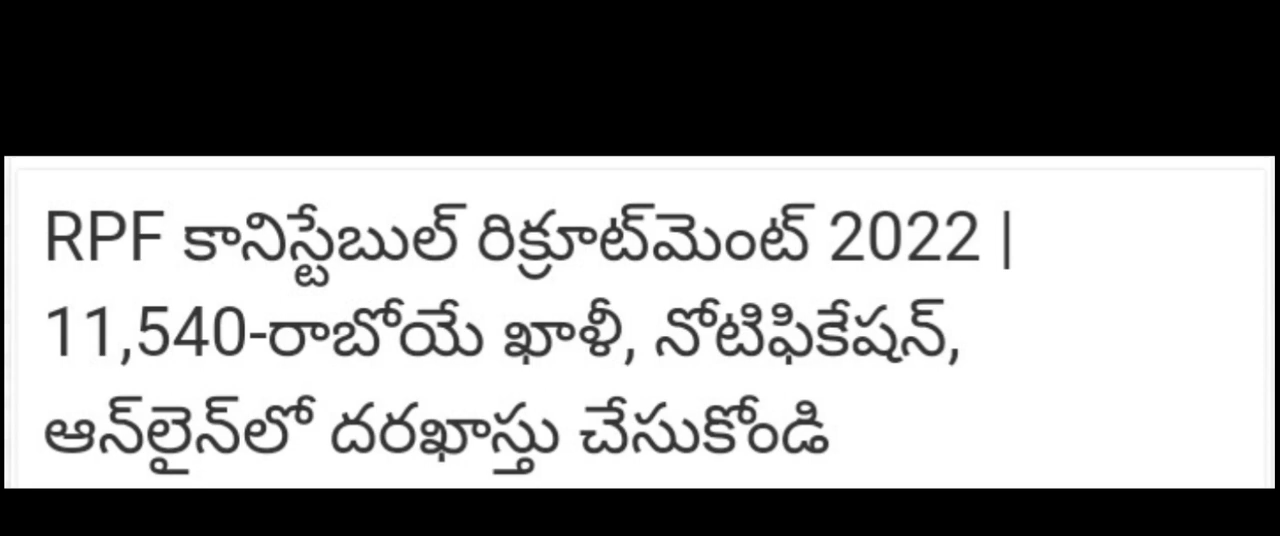 RPF కానిస్టేబుల్ రిక్రూట్‌మెంట్ 2022 |
11,540-రాబోయే ఖాళీ, నోటిఫికేషన్,
ఆన్‌లైన్‌లో దరఖాస్తు చేసుకోండి